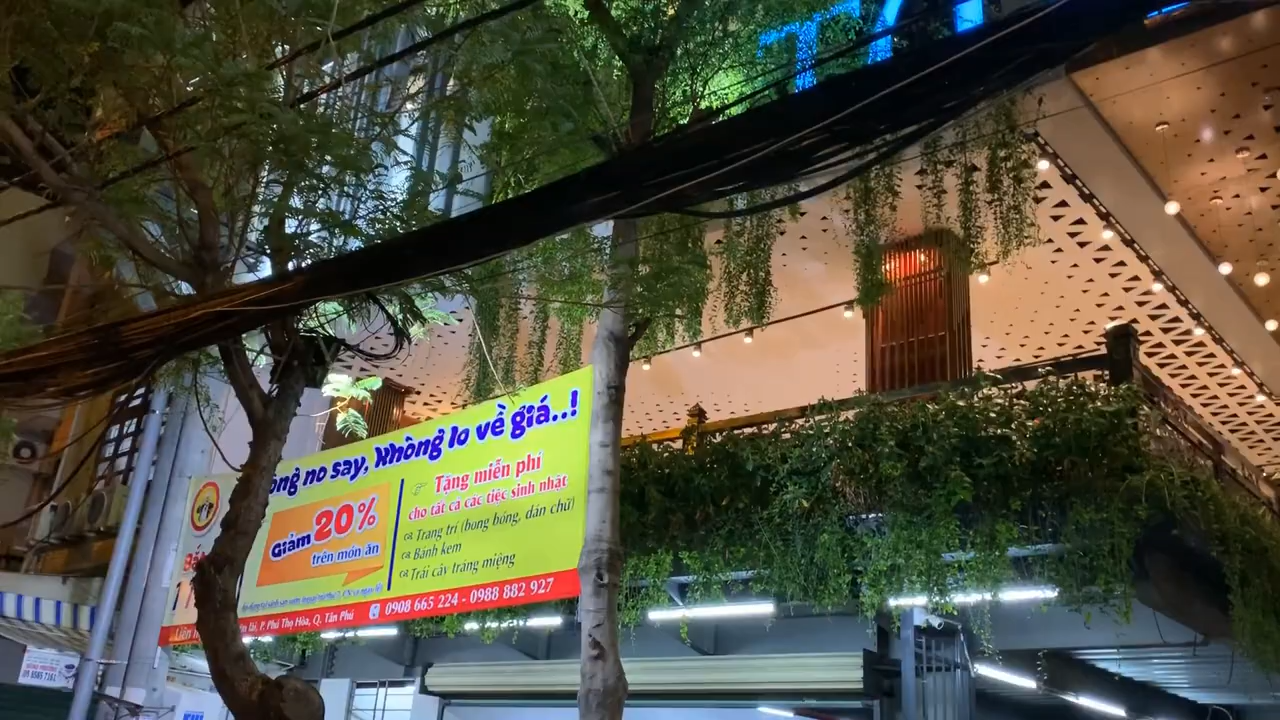 no say, không lo về giá..!
Giảm 20%
trên món ăn
Tặng miễn phí
cho tất cả các tiệc sinh nhật
Trang trí (bong bóng, dán chữ)
Bánh kem
Trái cây tráng miệng
0908 665 224 - 0988 882 927
P. Phú Thọ Hòa, Q. Tân Phú